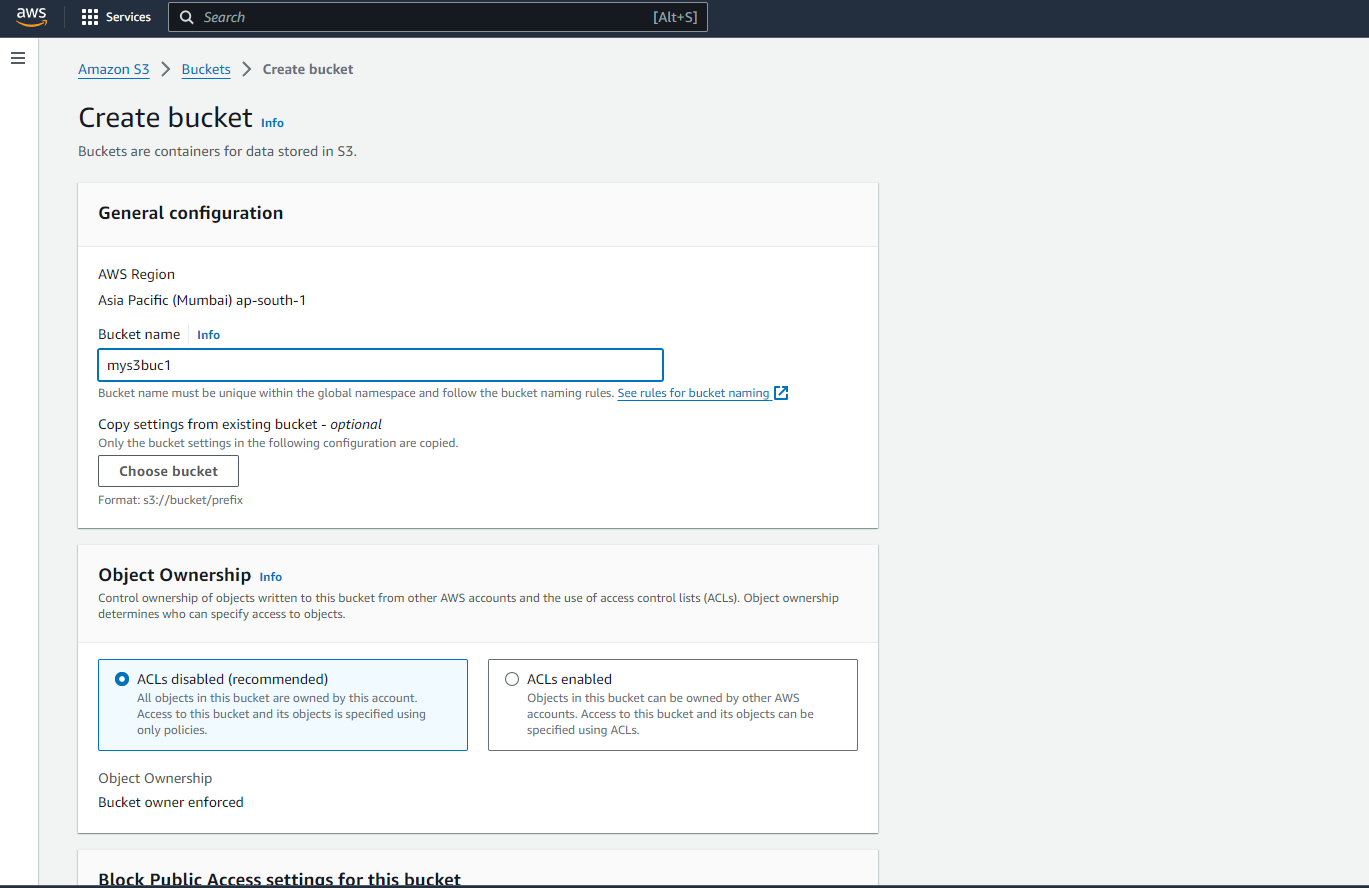 aws
Services
Search
[Alt+S]
Amazon S3 > Buckets > Create bucket
Create bucket Info
Buckets are containers for data stored in S3.
General configuration
AWS Region
Asia Pacific (Mumbai) ap-south-1
Bucket name Info
mys3buc1
Bucket name must be unique within the global namespace and follow the bucket naming rules. See rules for bucket naming
Copy settings from existing bucket - optional
Only the bucket settings in the following configuration are copied.
Choose bucket
Format: s3://bucket/prefix
Object Ownership Info
Control ownership of objects written to this bucket from other AWS accounts and the use of access control lists (ACLs). Object ownership
determines who can specify access to objects.
ACLs disabled (recommended)
All objects in this bucket are owned by this account.
Access to this bucket and its objects is specified using
only policies.
ACLs enabled
Objects in this bucket can be owned by other AWS
accounts. Access to this bucket and its objects can be
specified using ACLs.
Object Ownership
Bucket owner enforced
Block Public Access settings for this bucket